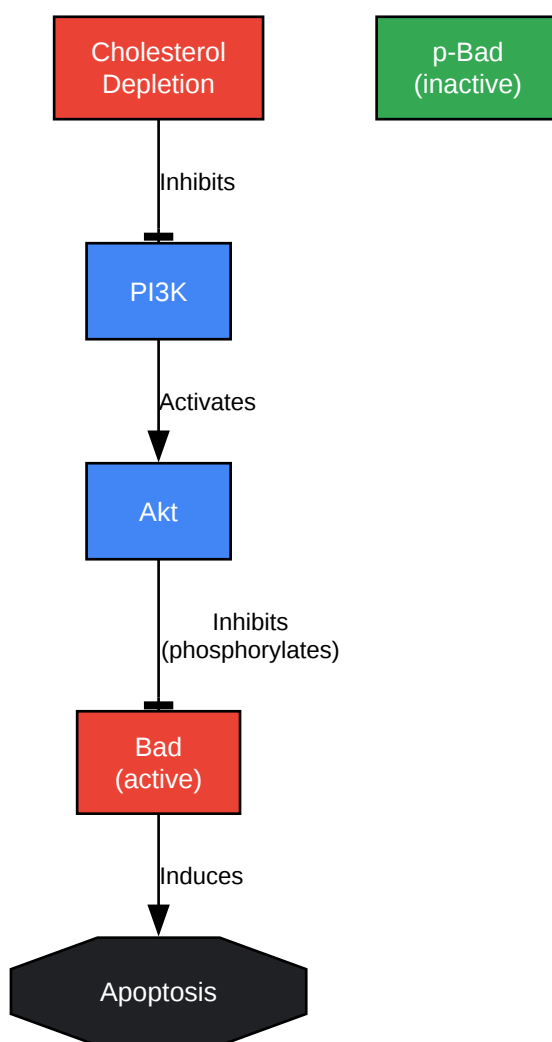 Cholesterol
Depletion
p-Bad
(inactive)
Inhibits
PI3K
Activates
Akt
Inhibits
(phosphorylates)
Bad
(active)
Induces
Apoptosis